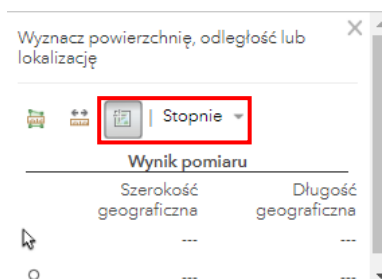 Wyznacz powierzchnię, odległość lub
lokalizację
| Stopnie
Wynik pomiaru
Szerokość Długość
geograficzna geograficzna
--- ---
--- ---